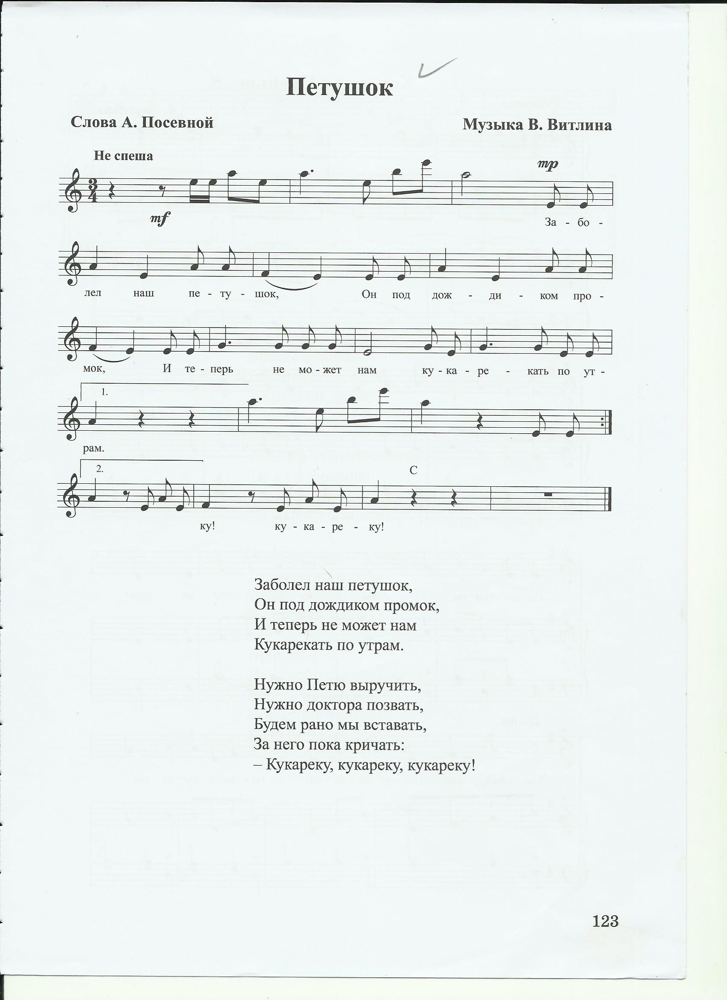 Петушок
Слова А. Посевной
Музыка В. Витлина
Не спеша
mp
3
4
mf
За - бо -
лел наш пе - ту - шок, Он под дож - ди - ком про -
мок, И те - перь не мо - жет нам ку - ка - ре - кать по ут -
1.
рам.
2.
C
ку! ку - ка - ре - ку!
Заболел наш петушок,
Он под дождиком промок,
И теперь не может нам
Кукарекать по утрам.
Нужно Петю выручить,
Нужно доктора позвать,
Будем рано мы вставать,
За него пока кричать:
– Кукареку, кукареку, кукареку!
123